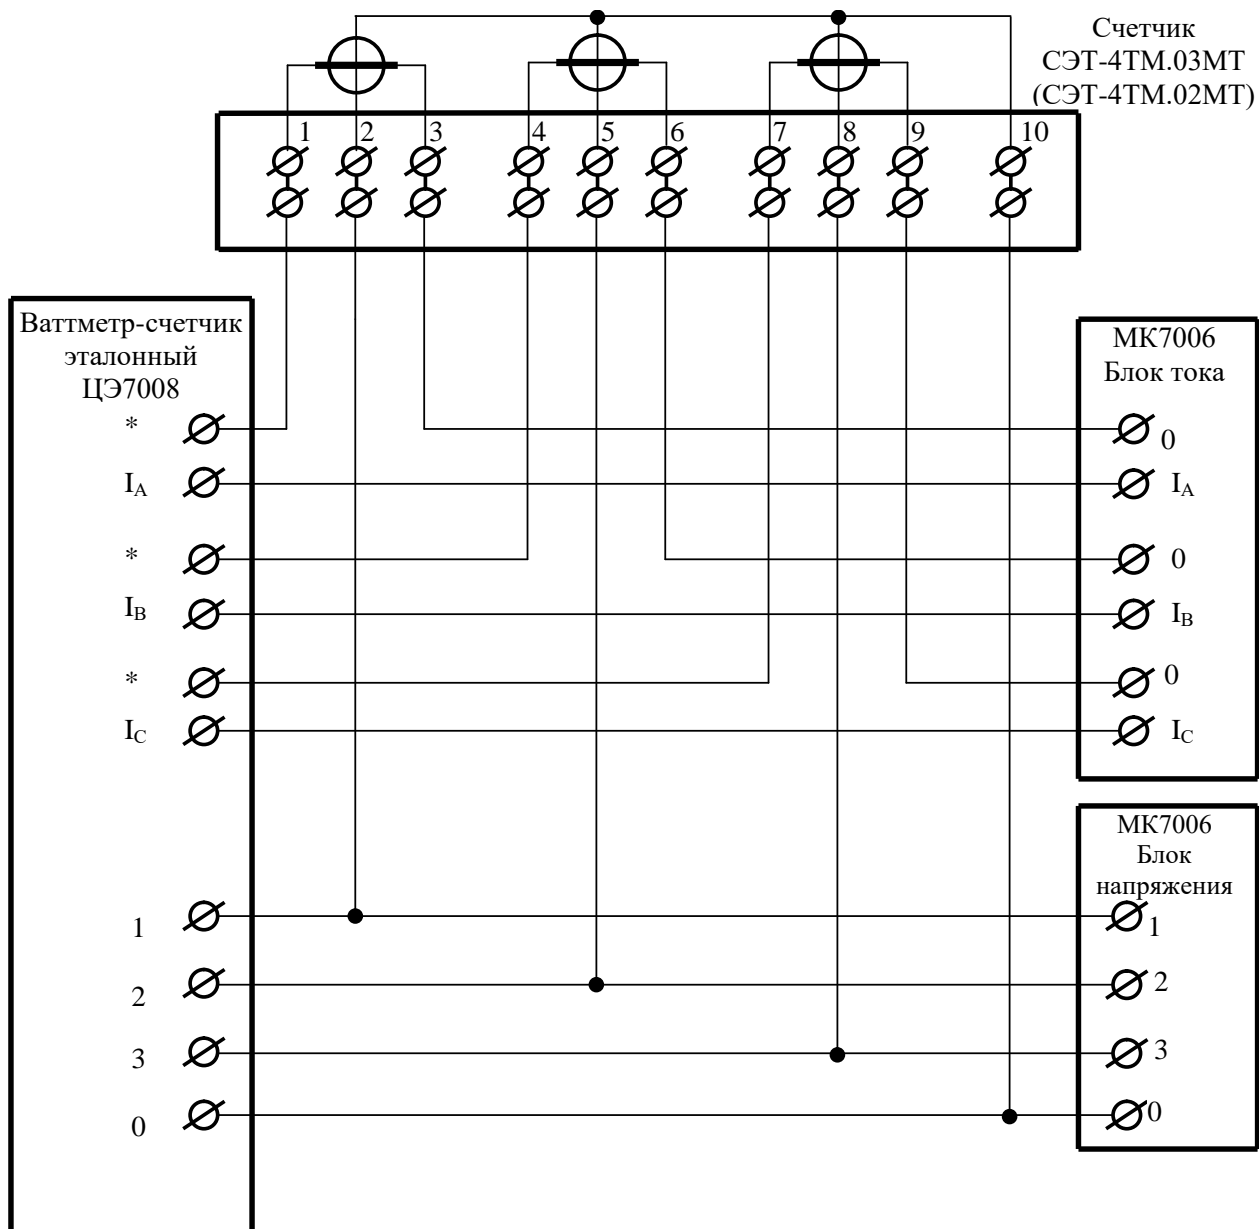 Счетчик
СЭТ-4ТМ.03МТ
(СЭТ-4ТМ.02МТ)
1 2 3 4 5 6 7 8 9 10
Ваттметр-счетчик
эталонный
ЦЭ7008
*
IA
*
IB
*
IC
1
2
3
0
МК7006
Блок тока
0
IA
0
IB
0
IC
МК7006
Блок
напряжения
1
2
3
0